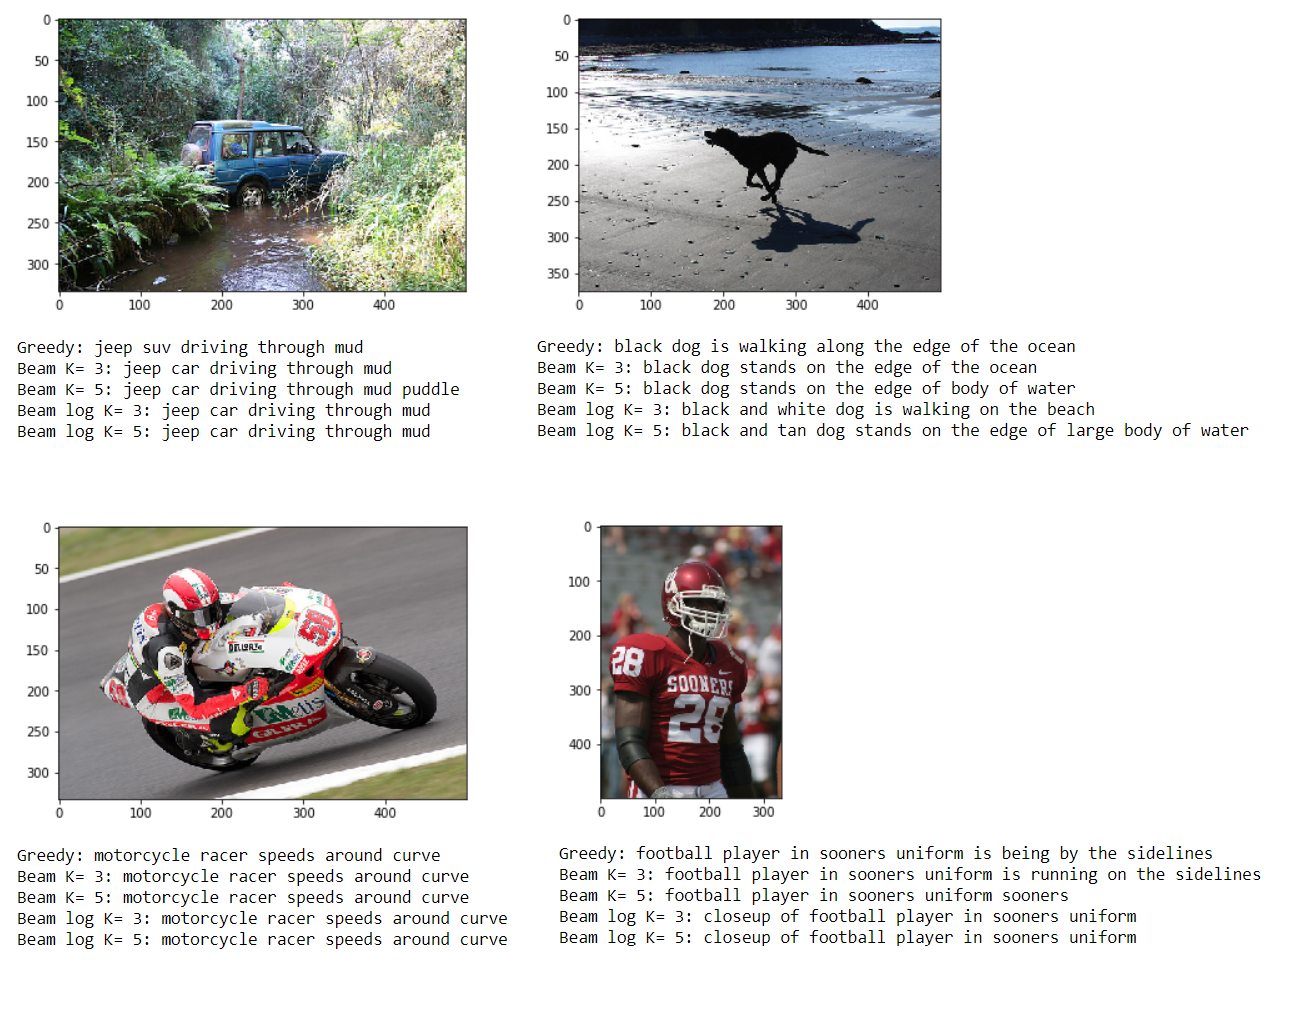 0
50
100
150
200
250
300
0 100 200 300 400
Greedy: jeep suv driving through mud
Beam K= 3: jeep car driving through mud
Beam K= 5: jeep car driving through mud puddle
Beam log K= 3: jeep car driving through mud
Beam log K= 5: jeep car driving through mud
0
50
100
150
200
250
300
350
0 100 200 300 400
Greedy: black dog is walking along the edge of the ocean
Beam K= 3: black dog stands on the edge of the ocean
Beam K= 5: black dog stands on the edge of body of water
Beam log K= 3: black and white dog is walking on the beach
Beam log K= 5: black and tan dog stands on the edge of large body of water
0
50
100
150
200
250
300
58
GILERA
0 100 200 300 400
Greedy: motorcycle racer speeds around curve
Beam K= 3: motorcycle racer speeds around curve
Beam K= 5: motorcycle racer speeds around curve
Beam log K= 3: motorcycle racer speeds around curve
Beam log K= 5: motorcycle racer speeds around curve
0
100
200
300
400
28
SOONERS
28
0 100 200 300
Greedy: football player in sooners uniform is being by the sidelines
Beam K= 3: football player in sooners uniform is running on the sidelines
Beam K= 5: football player in sooners uniform sooners
Beam log K= 3: closeup of football player in sooners uniform
Beam log K= 5: closeup of football player in sooners uniform